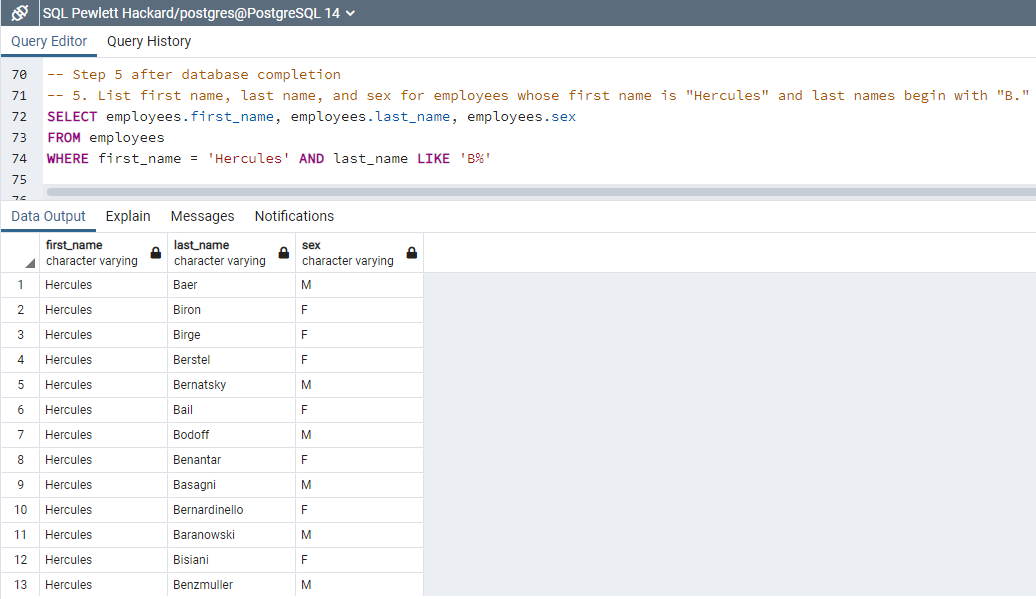 SQL Pewlett Hackard/postgres@PostgreSQL 14
Query Editor Query History
70 -- Step 5 after database completion
71 -- 5. List first name, last name, and sex for employees whose first name is "Hercules" and last names begin with "B."
72 SELECT employees.first_name, employees.last_name, employees.sex
73 FROM employees
74 WHERE first_name = 'Hercules' AND last_name LIKE 'B%'
75
76
Data Output Explain Messages Notifications
first_name last_name sex
character varying character varying character varying
1 Hercules Baer M
2 Hercules Biron F
3 Hercules Birge F
4 Hercules Berstel F
5 Hercules Bernatsky M
6 Hercules Bail F
7 Hercules Bodoff M
8 Hercules Benantar F
9 Hercules Basagni M
10 Hercules Bernardinello F
11 Hercules Baranowski M
12 Hercules Bisiani F
13 Hercules Benzmuller M